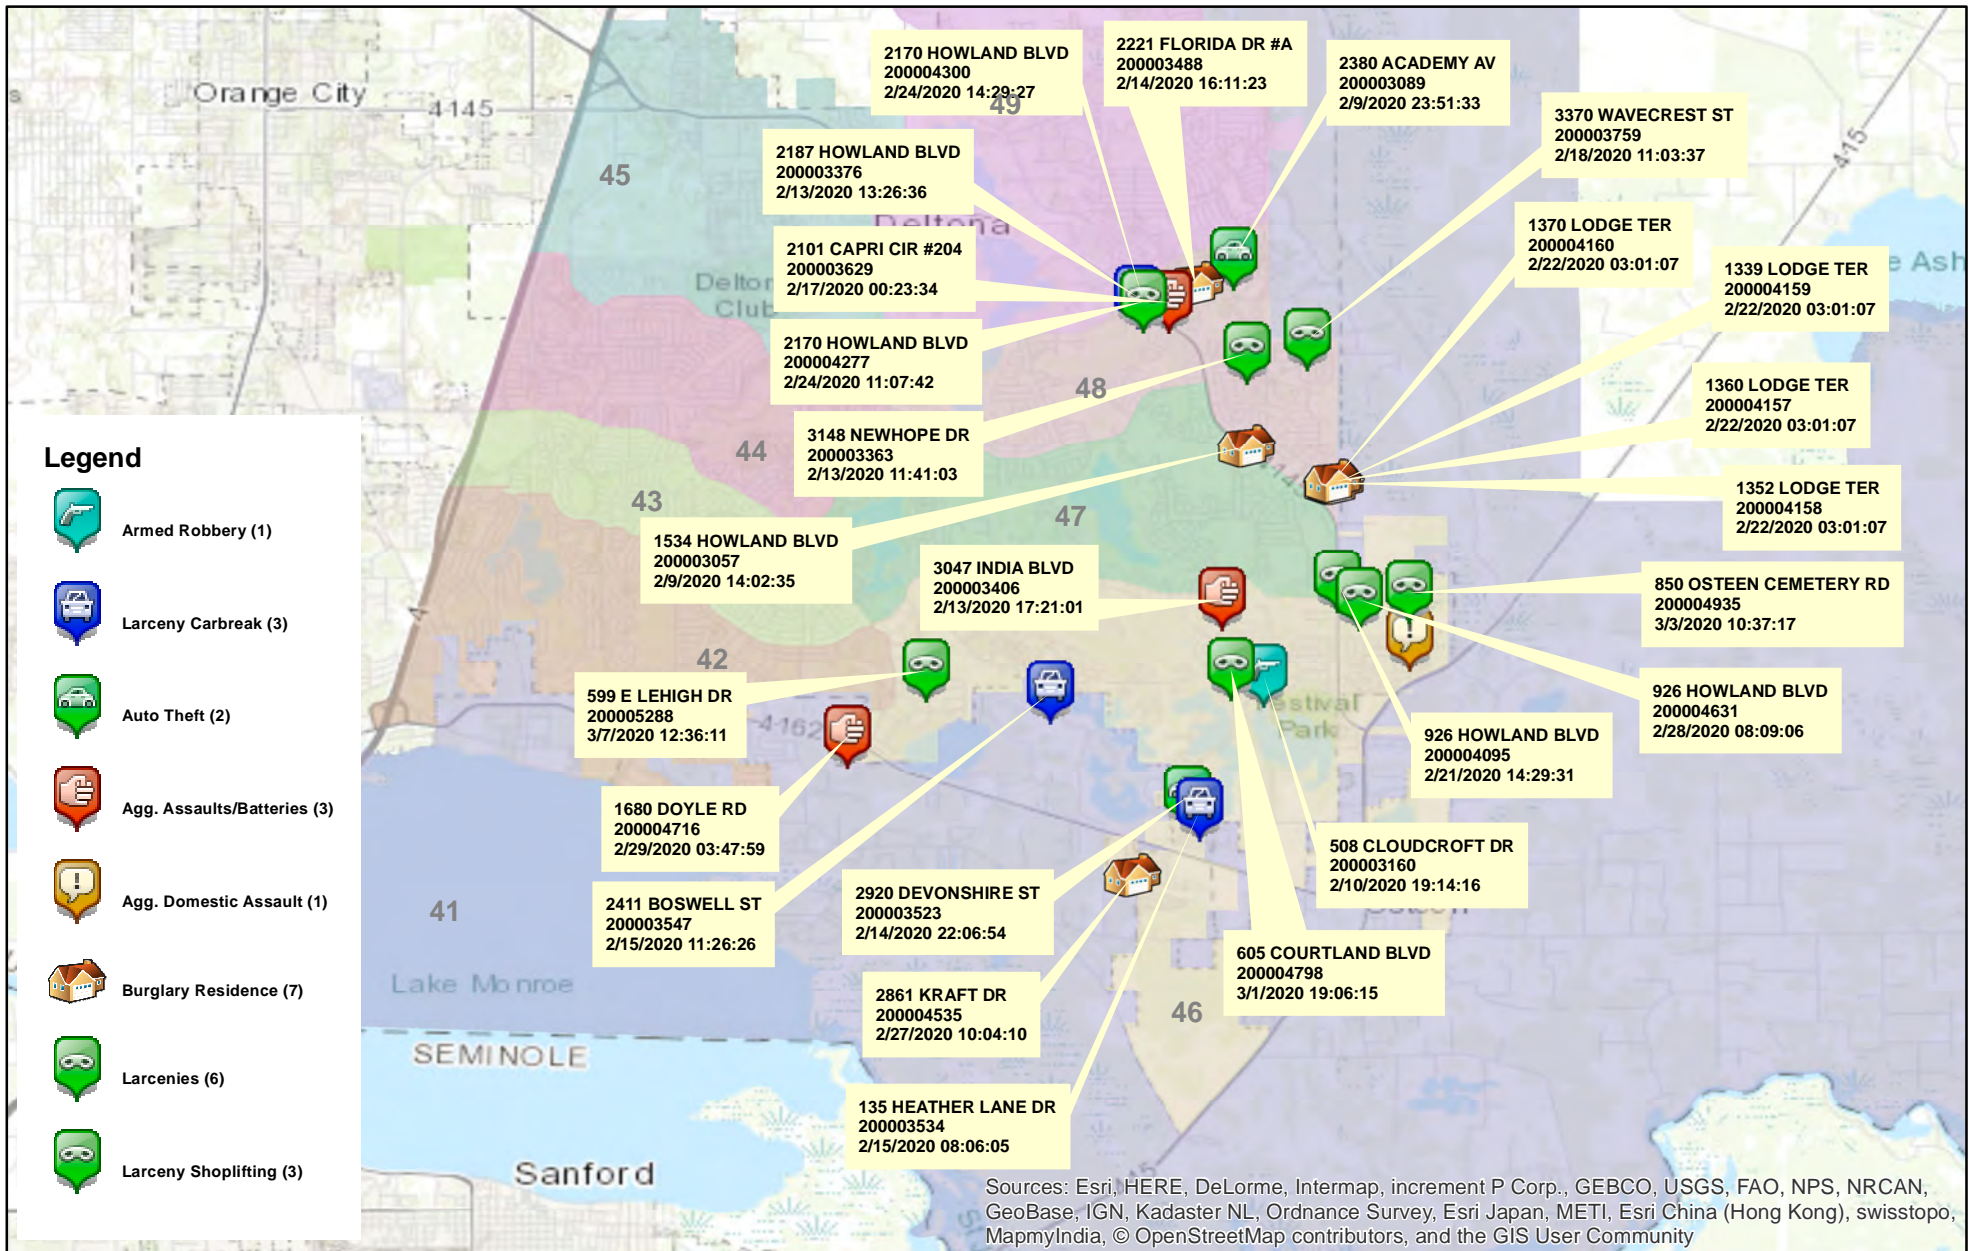 Orange City
4145
45
49
Deltona
2170 HOWLAND BLVD
200004300
2/24/2020 14:29:27
2221 FLORIDA DR #A
200003488
2/14/2020 16:11:23
2380 ACADEMY AV
200003089
2/9/2020 23:51:33
3370 WAVECREST ST
200003759
2/18/2020 11:03:37
415
2187 HOWLAND BLVD
200003376
2/13/2020 13:26:36
1370 LODGE TER
200004160
2/22/2020 03:01:07
2101 CAPRI CIR #204
200003629
2/17/2020 00:23:34
1339 LODGE TER
200004159
2/22/2020 03:01:07
e Ash
Delton
Club
2170 HOWLAND BLVD
200004277
2/24/2020 11:07:42
48
1360 LODGE TER
200004157
2/22/2020 03:01:07
44
3148 NEWHOPE DR
200003363
2/13/2020 11:41:03
1352 LODGE TER
200004158
2/22/2020 03:01:07
43
47
1534 HOWLAND BLVD
200003057
2/9/2020 14:02:35
3047 INDIA BLVD
200003406
2/13/2020 17:21:01
850 OSTEEN CEMETERY RD
200004935
3/3/2020 10:37:17
4
42
599 E LEHIGH DR
200005288
3/7/2020 12:36:11
4162
Festival
Park
926 HOWLAND BLVD
200004631
2/28/2020 08:09:06
926 HOWLAND BLVD
200004095
2/21/2020 14:29:31
1680 DOYLE RD
200004716
2/29/2020 03:47:59
508 CLOUDCROFT DR
200003160
2/10/2020 19:14:16
Osteen
2411 BOSWELL ST
200003547
2/15/2020 11:26:26
2920 DEVONSHIRE ST
200003523
2/14/2020 22:06:54
41
605 COURTLAND BLVD
200004798
3/1/2020 19:06:15
Lake Monroe
2861 KRAFT DR
200004535
2/27/2020 10:04:10
46
SEMINOLE
135 HEATHER LANE DR
200003534
2/15/2020 08:06:05
Sanford
Legend
Armed Robbery (1)
Larceny Carbreak (3)
Auto Theft (2)
Agg. Assaults/Batteries (3)
Agg. Domestic Assault (1)
Burglary Residence (7)
Larcenies (6)
Larceny Shoplifting (3)
Sources: Esri, HERE, DeLorme, Intermap, increment P Corp., GEBCO, USGS, FAO, NPS, NRCAN,
GeoBase, IGN, Kadaster NL, Ordnance Survey, Esri Japan, METI, Esri China (Hong Kong), swisstopo,
MapmyIndia, © OpenStreetMap contributors, and the GIS User Community